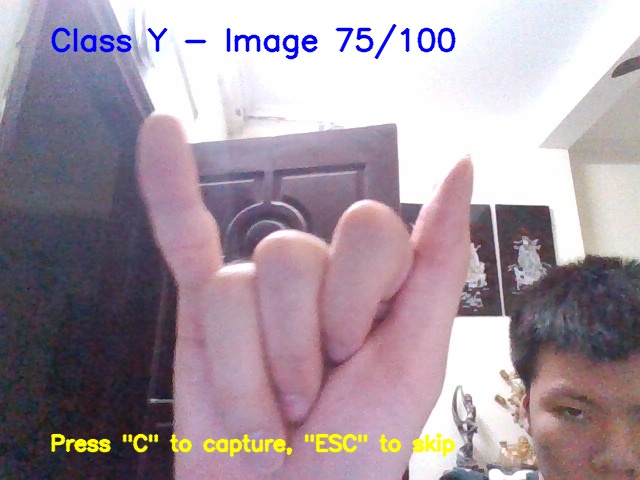 Class Y - Image 75/100
Press "C" to capture, "ESC" to skip